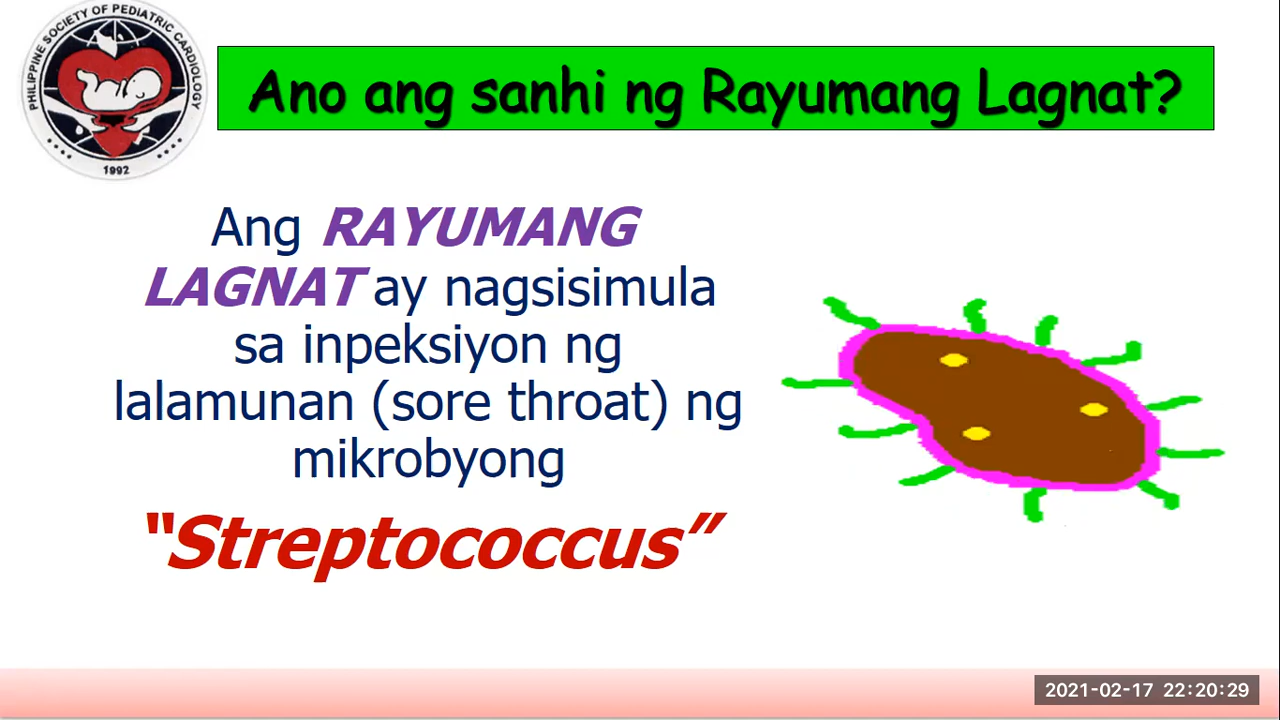 PHILIPPINE SOCIETY OF PEDIATRIC CARDIOLOGY
1992
Ano ang sanhi ng Rayumang Lagnat?
Ang RAYUMANG
LAGNAT ay nagsisimula
sa inpeksiyon ng
lalamunan (sore throat) ng
mikrobyong
“Streptococcus”
2021-02-17 22:20:29